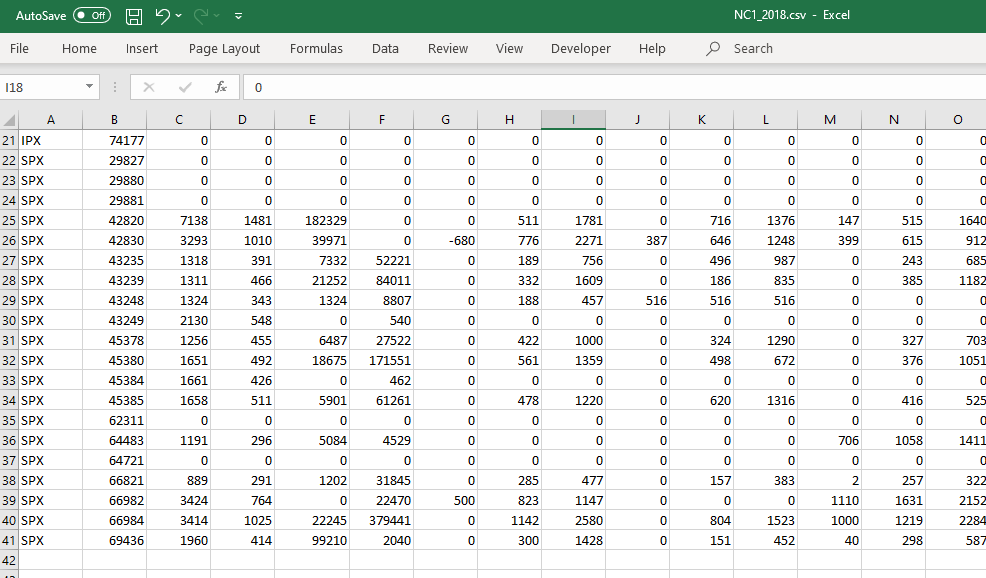 AutoSave Off NC1_2018.csv - Excel
File Home Insert Page Layout Formulas Data Review View Developer Help Search
I18 fx 0
A B C D E F G H I J K L M N O
21 IPX 74177 0 0 0 0 0 0 0 0 0 0 0 0 0
22 SPX 29827 0 0 0 0 0 0 0 0 0 0 0 0 0
23 SPX 29880 0 0 0 0 0 0 0 0 0 0 0 0 0
24 SPX 29881 0 0 0 0 0 0 0 0 0 0 0 0 0
25 SPX 42820 7138 1481 182329 0 0 511 1781 0 716 1376 147 515 1640
26 SPX 42830 3293 1010 39971 0 -680 776 2271 387 646 1248 399 615 912
27 SPX 43235 1318 391 7332 52221 0 189 756 0 496 987 0 243 685
28 SPX 43239 1311 466 21252 84011 0 332 1609 0 186 835 0 385 1182
29 SPX 43248 1324 343 1324 8807 0 188 457 516 516 516 0 0 0
30 SPX 43249 2130 548 0 540 0 0 0 0 0 0 0 0 0
31 SPX 45378 1256 455 6487 27522 0 422 1000 0 324 1290 0 327 703
32 SPX 45380 1651 492 18675 171551 0 561 1359 0 498 672 0 376 1051
33 SPX 45384 1661 426 0 462 0 0 0 0 0 0 0 0 0
34 SPX 45385 1658 511 5901 61261 0 478 1220 0 620 1316 0 416 525
35 SPX 62311 0 0 0 0 0 0 0 0 0 0 0 0 0
36 SPX 64483 1191 296 5084 4529 0 0 0 0 0 0 706 1058 1411
37 SPX 64721 0 0 0 0 0 0 0 0 0 0 0 0 0
38 SPX 66821 889 291 1202 31845 0 285 477 0 157 383 2 257 322
39 SPX 66982 3424 764 0 22470 500 823 1147 0 0 0 1110 1631 2152
40 SPX 66984 3414 1025 22245 379441 0 1142 2580 0 804 1523 1000 1219 2284
41 SPX 69436 1960 414 99210 2040 0 300 1428 0 151 452 40 298 587
42